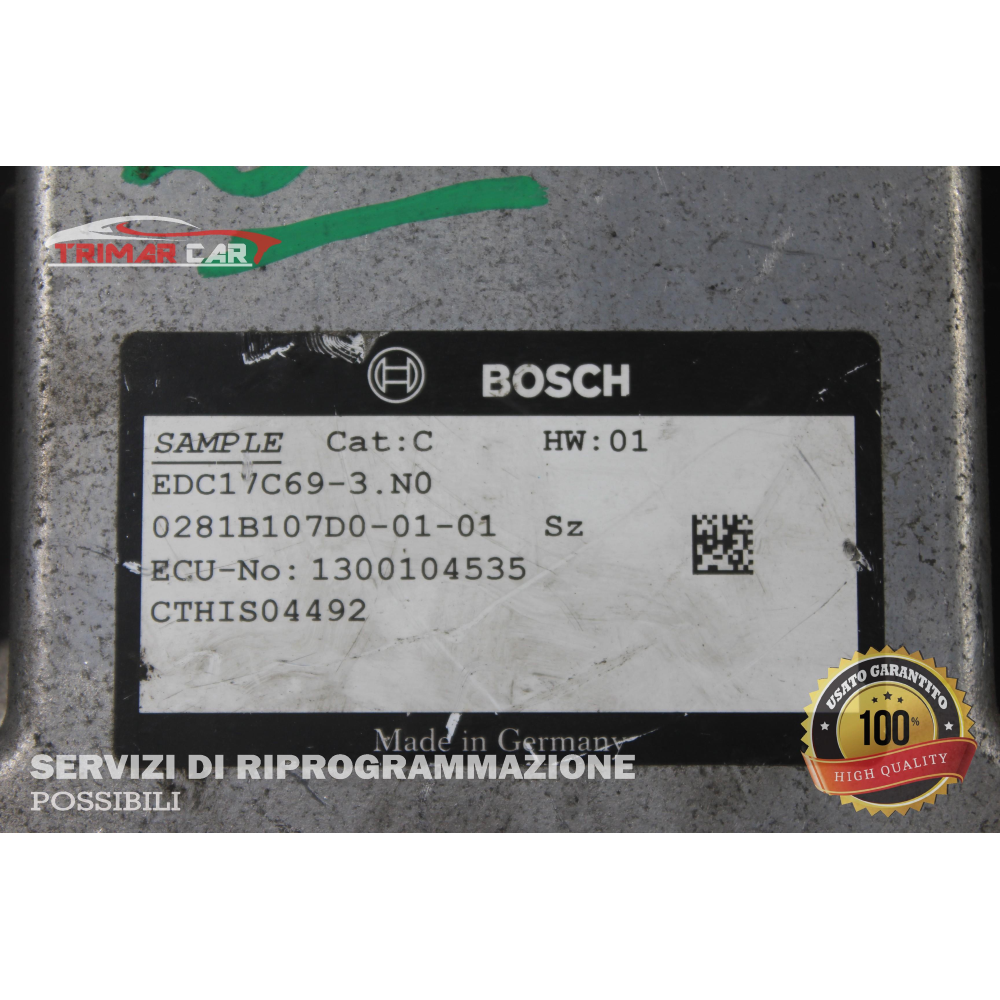 TRIMAR CAR
BOSCH
SAMPLE Cat:C HW:01
EDC17C69-3.N0
0281B107D0-01-01 Sz
ECU-No:1300104535
CTHIS04492
Made in Germany
SERVIZI DI RIPROGRAMMAZIONE
POSSIBILI
USATO GARANTITO
100%
HIGH QUALITY